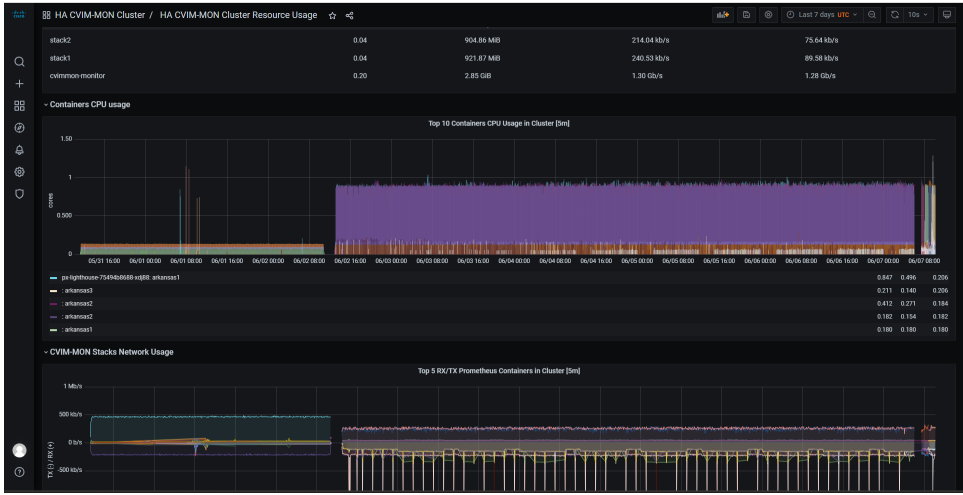 HA CVIM-MON Cluster / HA CVIM-MON Cluster Resource Usage
Last 7 days UTC
10s
stack2 0.04 904.86 MiB 214.04 kb/s 75.64 kb/s
stack1 0.04 921.87 MiB 240.53 kb/s 89.58 kb/s
cvimmon-monitor 0.20 2.85 GiB 1.30 Gb/s 1.28 Gb/s
Containers CPU usage
Top 10 Containers CPU Usage in Cluster [5m]
cores
1.50
1
0.500
0
05/31 16:00 06/01 00:00 06/01 08:00 06/01 16:00 06/02 00:00 06/02 08:00 06/02 16:00 06/03 00:00 06/03 08:00 06/03 16:00 06/04 00:00 06/04 08:00 06/04 16:00 06/05 00:00 06/05 08:00 06/05 16:00 06/06 00:00 06/06 08:00 06/06 16:00 06/07 00:00 06/07 08:00
px-lighthouse-75494b8688-xdj88: arkansas1 0.847 0.496 0.206
: arkansas3 0.211 0.140 0.206
: arkansas2 0.412 0.271 0.184
: arkansas2 0.182 0.154 0.182
: arkansas1 0.180 0.180 0.180
CVIM-MON Stacks Network Usage
Top 5 RX/TX Prometheus Containers in Cluster [5m]
TX (-) / RX (+)
1 Mb/s
500 kb/s
0 b/s
-500 kb/s